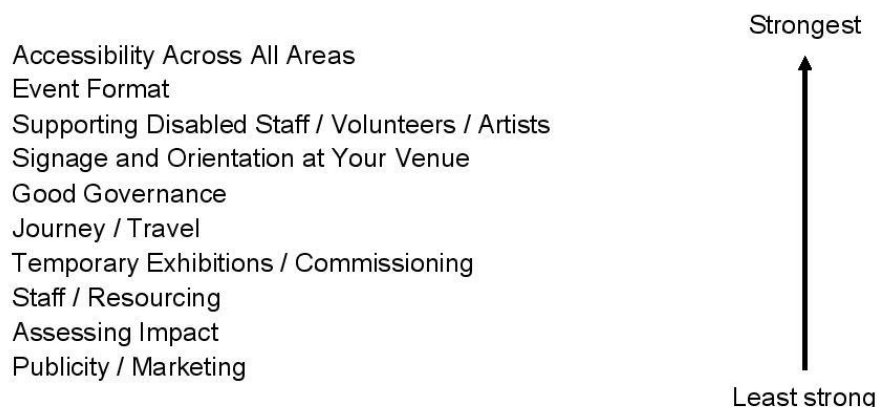 Strongest
Accessibility Across All Areas
Event Format
Supporting Disabled Staff / Volunteers / Artists
Signage and Orientation at Your Venue
Good Governance
Journey / Travel
Temporary Exhibitions / Commissioning
Staff / Resourcing
Assessing Impact
Publicity / Marketing
Least strong